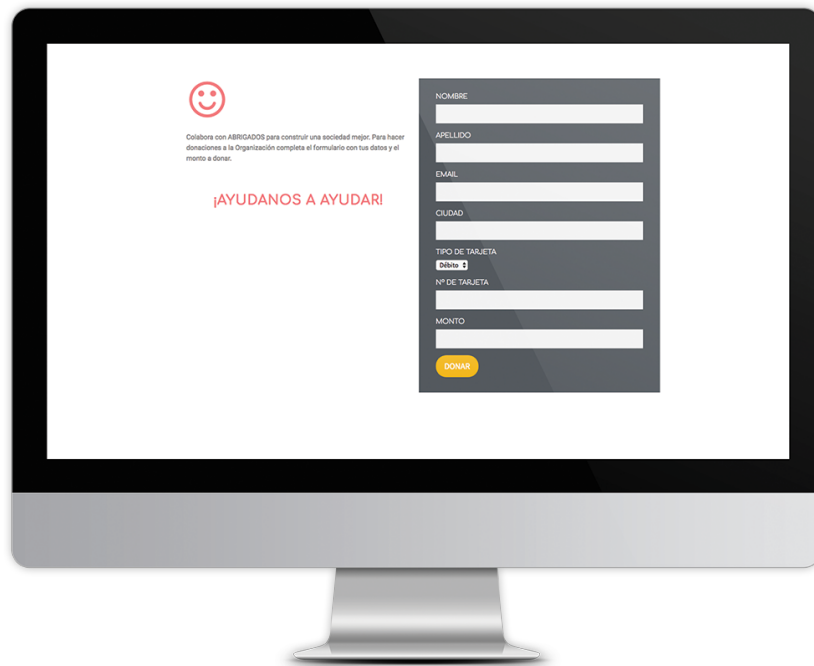 Colabora con ABRIGADOS para construir una sociedad mejor. Para hacer
donaciones a la Organización completa el formulario con tus datos y el
monto a donar.
¡AYUDANOS A AYUDAR!
NOMBRE
APELLIDO
EMAIL
CIUDAD
TIPO DE TARJETA
Débito
Nº DE TARJETA
MONTO
DONAR